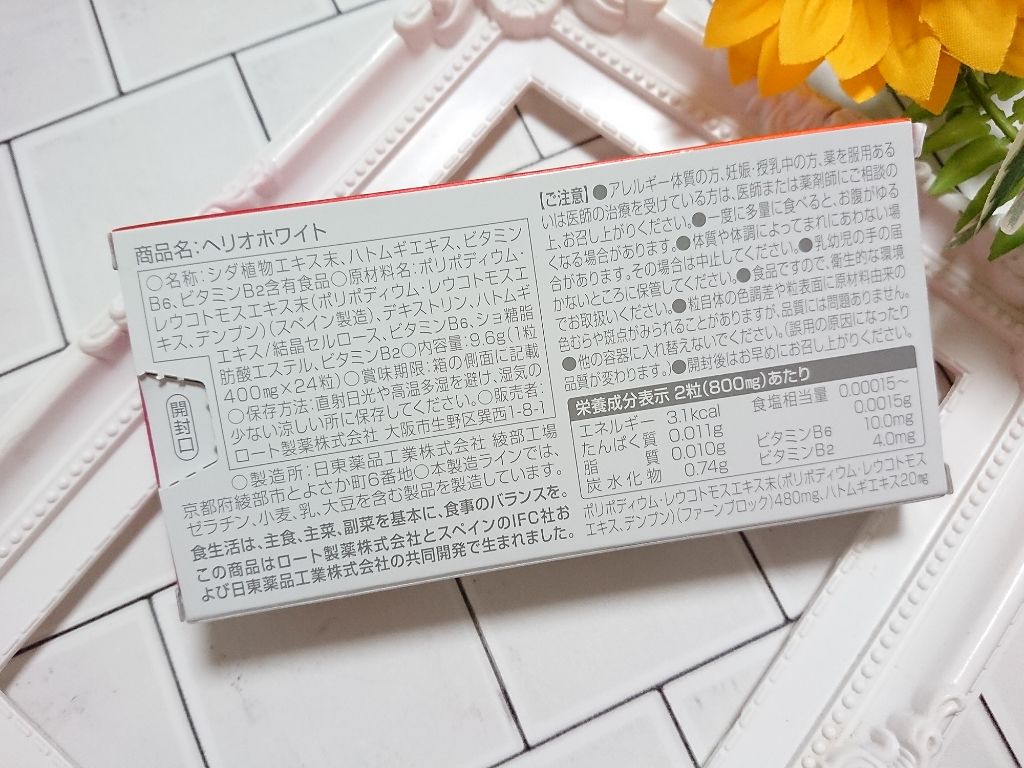 商品名:ヘリオホワイト
○名称:シダ植物エキス末、ハトムギエキス、ビタミン
B6、ビタミンB2含有食品○原材料名:ポリポディウム・
レウコトモスエキス末(ポリポディウム・レウコトモスエ
キス、デンプン)(スペイン製造)、デキストリン、ハトムギ
エキス/結晶セルロース、ビタミンB6、ショ糖脂
肪酸エステル、ビタミンB2○内容量:9.6g(1粒
400mg×24粒)○賞味期限:箱の側面に記載
○保存方法:直射日光や高温多湿を避け、湿気の
少ない涼しい所に保存してください。○販売者:
ロート製薬株式会社 大阪市生野区巽西1-8-1
開封口
○製造所:日東薬品工業株式会社 綾部工場
京都府綾部市とよさか町6番地○本製造ラインでは、
ゼラチン、小麦、乳、大豆を含む製品を製造しています。
食生活は、主食、主菜、副菜を基本に、食事のバランスを。
この商品はロート製薬株式会社とスペインのIFC社お
よび日東薬品工業株式会社の共同開発で生まれました。
【ご注意】●アレルギー体質の方、妊娠・授乳中の方、薬を服用ある
いは医師の治療を受けている方は、医師または薬剤師にご相談の
上、お召し上がりください。●一度に多量に食べると、お腹がゆる
くなる場合があります。●体質や体調によってまれにあわない場
合があります。その場合は中止してください。●乳幼児の手の届
かないところに保管してください。●食品ですので、衛生的な環境
でお取扱いください。●粒自体の色調差や粒表面に原材料由来の
色むらや斑点がみられることがありますが、品質には問題ありません。
●他の容器に入れ替えないでください。(誤用の原因になったり
品質が変わります。)●開封後はお早めにお召し上がりください。
栄養成分表示 2粒(800mg)あたり
エネルギー 3.1kcal 食塩相当量 0.00015~
たんぱく質 0.011g 0.0015g
脂質 0.010g ビタミンB6 10.0mg
炭水化物 0.74g ビタミンB2 4.0mg
ポリポディウム・レウコトモスエキス末(ポリポディウム・レウコトモス
エキス、デンプン)(ファーンブロック)480mg、ハトムギエキス20mg